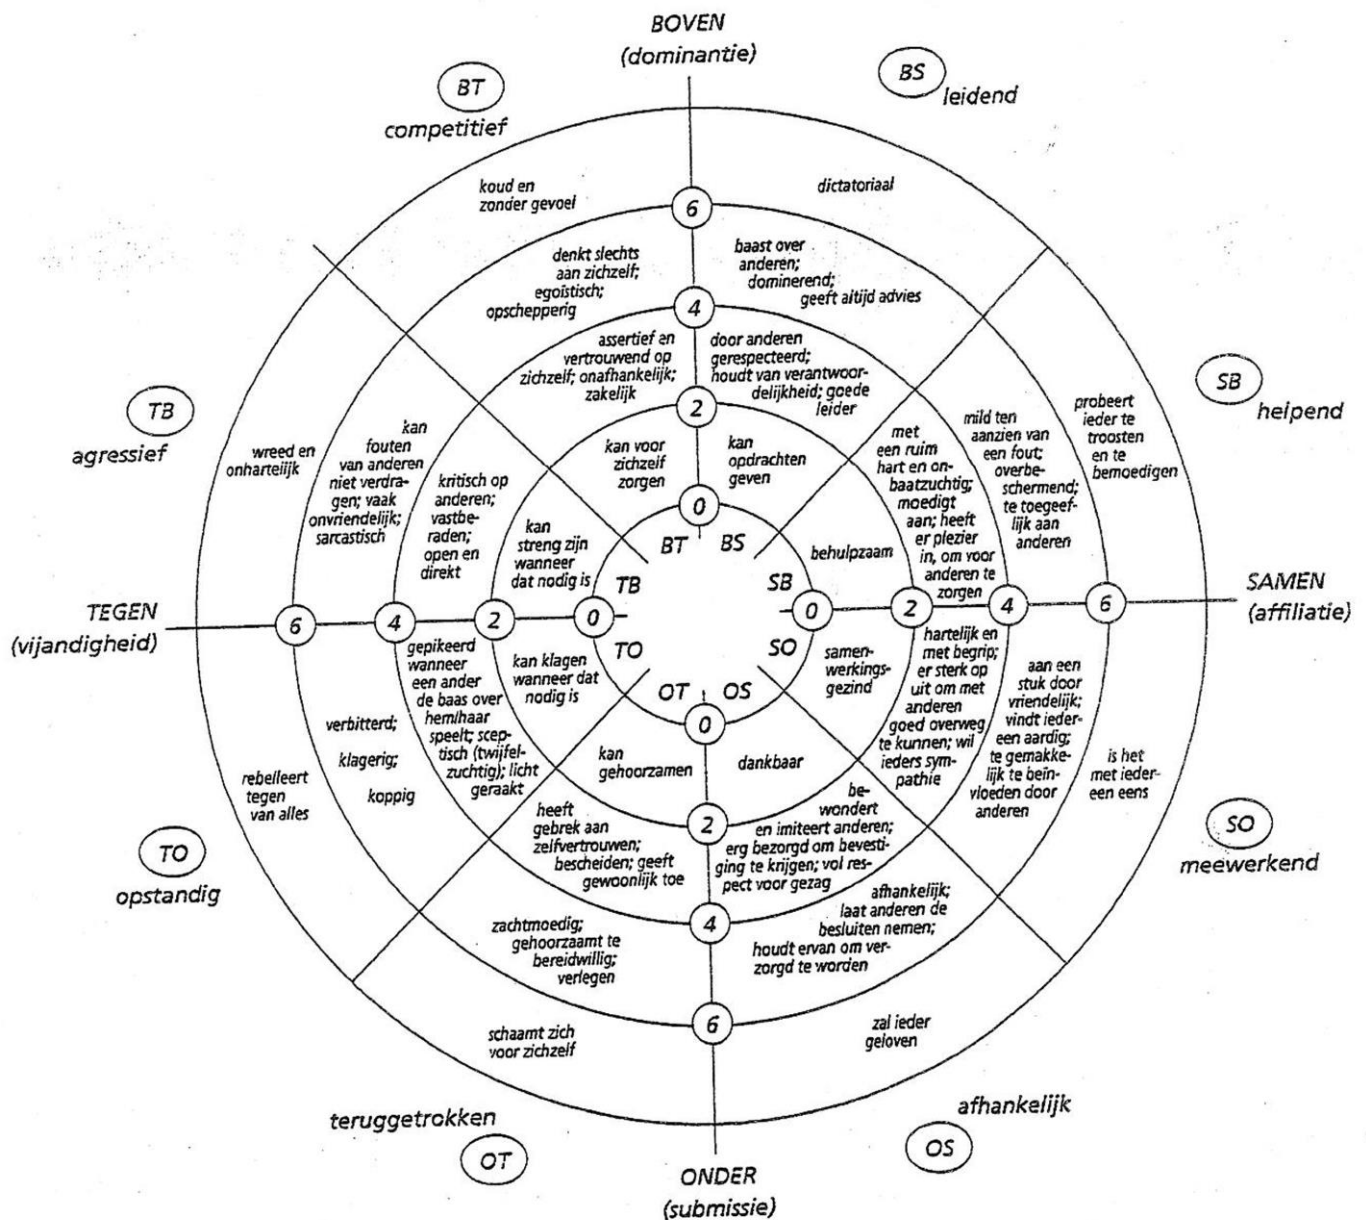 BOVEN
(dominantie)
BT
competitief
BS
leidend
koud en
zonder gevoel
dictatoriaal
6
denkt slechts
aan zichzelf;
egoïstisch;
opschepperig
baast over
anderen;
dominerend;
geeft altijd advies
4
assertief en
vertrouwend op
zichzelf; onafhankelijk;
zakelijk
door anderen
gerespecteerd;
houdt van verantwoor-
delijkheid; goede
leider
2
kan voor
zichzelf
zorgen
kan
opdrachten
geven
0
BT
BS
TB
agressief
wreed en
onhartelijk
kan
fouten
van anderen
niet verdra-
gen; vaak
onvriendelijk;
sarcastisch
kritisch op
anderen;
vastbe-
raden;
open en
direkt
kan
streng zijn
wanneer
dat nodig is
TB
SB
behulpzaam
met
een ruim
hart en on-
baatzuchtig;
moedigt
aan; heeft
er plezier
in, om voor
anderen te
zorgen
mild ten
aanzien van
een fout;
overbe-
schermend;
te toegeef-
lijk aan
anderen
probeert
ieder te
troosten
en te
bemoedigen
SB
helpend
TEGEN
(vijandigheid)
6
4
2
0
0
2
4
6
SAMEN
(affiliatie)
TO
opstandig
rebelleert
tegen
van alles
verbitterd;
klagerig;
koppig
gepikeerd
wanneer
een ander
de baas over
hem/haar
speelt; scep-
tisch (twijfel-
zuchtig); licht
geraakt
kan klagen
wanneer dat
nodig is
TO
SO
samen-
werkings-
gezind
hartelijk en
met begrip;
er sterk op
uit om met
anderen
goed overweg
te kunnen; wil
ieders sym-
pathie
aan een
stuk door
vriendelijk;
vindt ieder-
een aardig;
te gemakke-
lijk te beïn-
vloeden door
anderen
is het
met ieder-
een eens
SO
meewerkend
OT
OS
0
kan
gehoorzamen
dankbaar
2
heeft
gebrek aan
zelfvertrouwen;
bescheiden; geeft
gewoonlijk toe
be-
wondert
en imiteert anderen;
erg bezorgd om bevesti-
ging te krijgen; vol res-
pect voor gezag
4
zachtmoedig;
gehoorzaamt te
bereidwillig;
verlegen
afhankelijk;
laat anderen de
besluiten nemen;
houdt ervan om ver-
zorgd te worden
6
schaamt zich
voor zichzelf
zal ieder
geloven
teruggetrokken
OT
afhankelijk
OS
ONDER
(submissie)